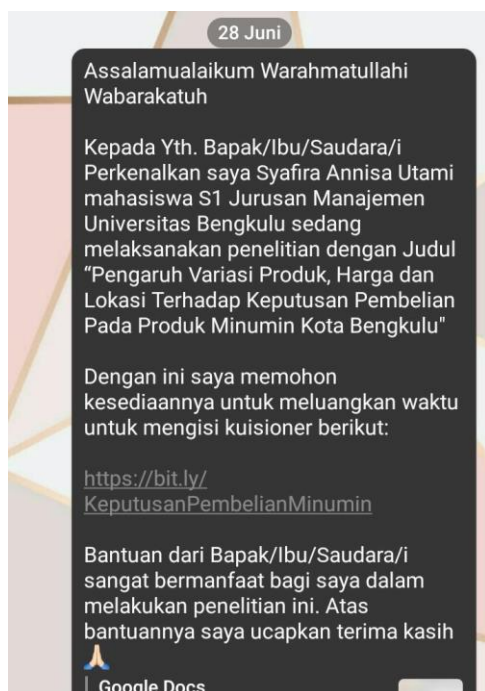 28 Juni
Assalamualaikum Warahmatullahi
Wabarakatuh
Kepada Yth. Bapak/Ibu/Saudara/i
Perkenalkan saya Syafira Annisa Utami
mahasiswa S1 Jurusan Manajemen
Universitas Bengkulu sedang
melaksanakan penelitian dengan Judul
“Pengaruh Variasi Produk, Harga dan
Lokasi Terhadap Keputusan Pembelian
Pada Produk Minumin Kota Bengkulu"
Dengan ini saya memohon
kesediaannya untuk meluangkan waktu
untuk mengisi kuisioner berikut:
https://bit.ly/
KeputusanPembelianMinumin
Bantuan dari Bapak/Ibu/Saudara/i
sangat bermanfaat bagi saya dalam
melakukan penelitian ini. Atas
bantuannya saya ucapkan terima kasih
🙏🏻
Google Docs